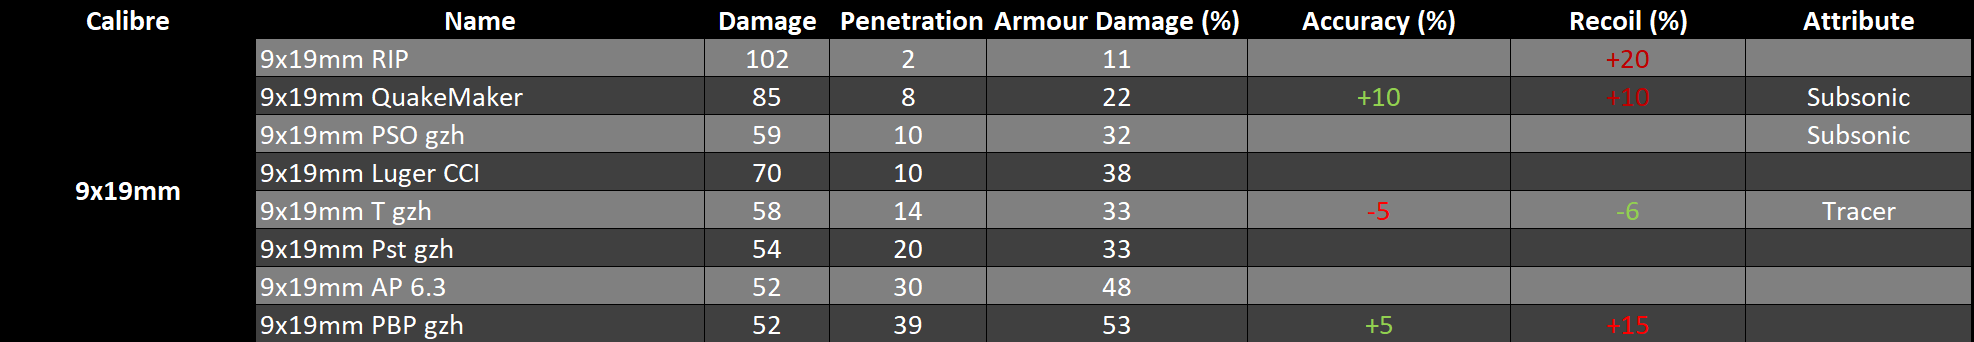 Calibre Name Damage Penetration Armour Damage (%) Accuracy (%) Recoil (%) Attribute
9x19mm RIP 102 2 11 +20
9x19mm QuakeMaker 85 8 22 +10 +10 Subsonic
9x19mm PSO gzh 59 10 32 Subsonic
9x19mm Luger CCI 70 10 38
9x19mm
9x19mm T gzh 58 14 33 -5 -6 Tracer
9x19mm Pst gzh 54 20 33
9x19mm AP 6.3 52 30 48
9x19mm PBP gzh 52 39 53 +5 +15